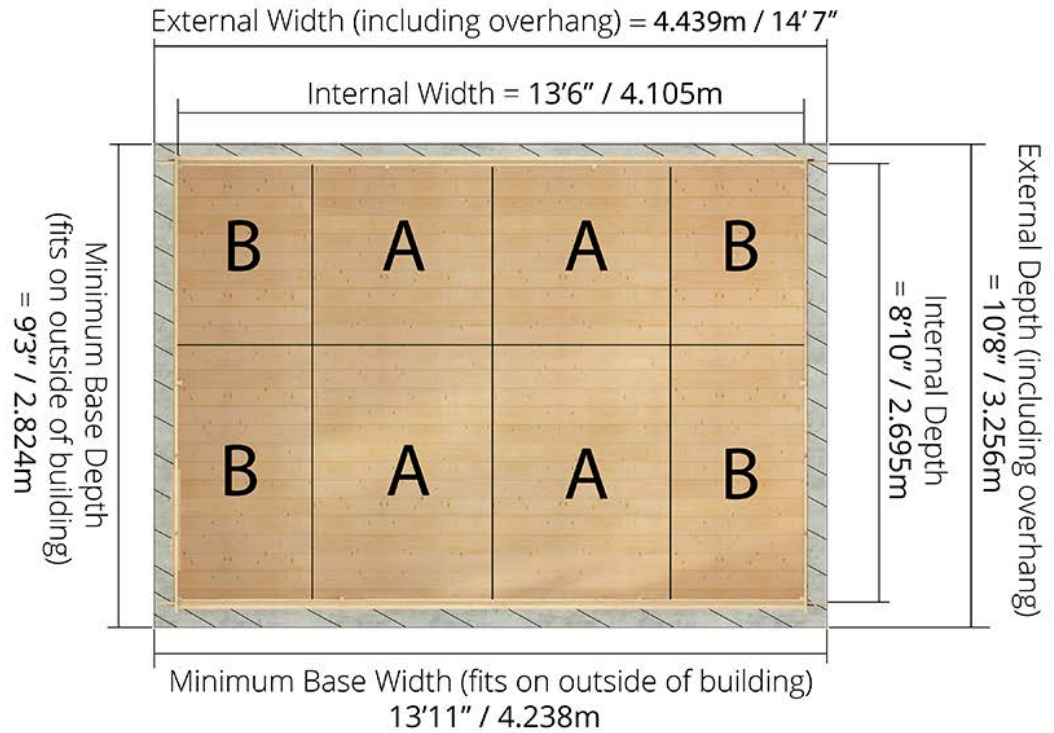 External Width (including overhang) = 4.439m / 14’7”
Internal Width = 13’6” / 4.105m
Minimum Base Depth
(fits on outside of building)
= 9’3” / 2.824m
B A A B
B A A B
Internal Depth
= 8’10” / 2.695m
External Depth (including overhang)
= 10’8” / 3.256m
Minimum Base Width (fits on outside of building)
13’11” / 4.238m